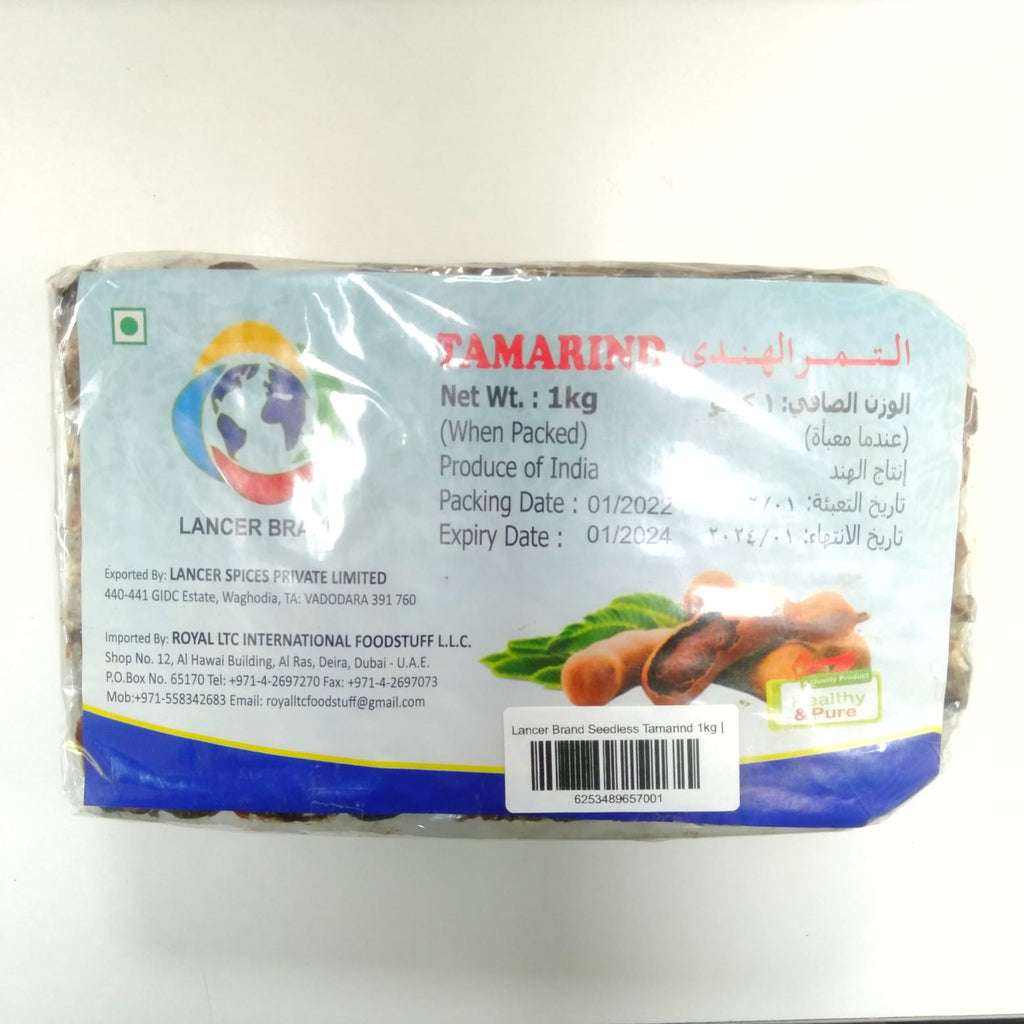 TAMARIND التمر الهندى
Net Wt. : 1kg الوزن الصافي: ١
(When Packed) (عندما معبأة)
Produce of India إنتاج الهند
Packing Date : 01/2022 تاريخ التعبئة:
Expiry Date : 01/2024 تاريخ الانتهاء: ٢٠٢٤/٠١
LANCER
Exported By: LANCER SPICES PRIVATE LIMITED
440-441 GIDC Estate, Waghodia, TA: VADODARA 391 760
Imported By: ROYAL LTC INTERNATIONAL FOODSTUFF L.L.C.
Shop No. 12, Al Hawai Building, Al Ras, Deira, Dubai - U.A.E.
P.O.Box No. 65170 Tel: +971-4-2697270 Fax: +971-4-2697073
Mob:+971-558342683 Email: royalltcfoodstuff@gmail.com
Quality Product
Healthy
& Pure
Lancer Brand Seedless Tamarind 1kg |
6253489657001